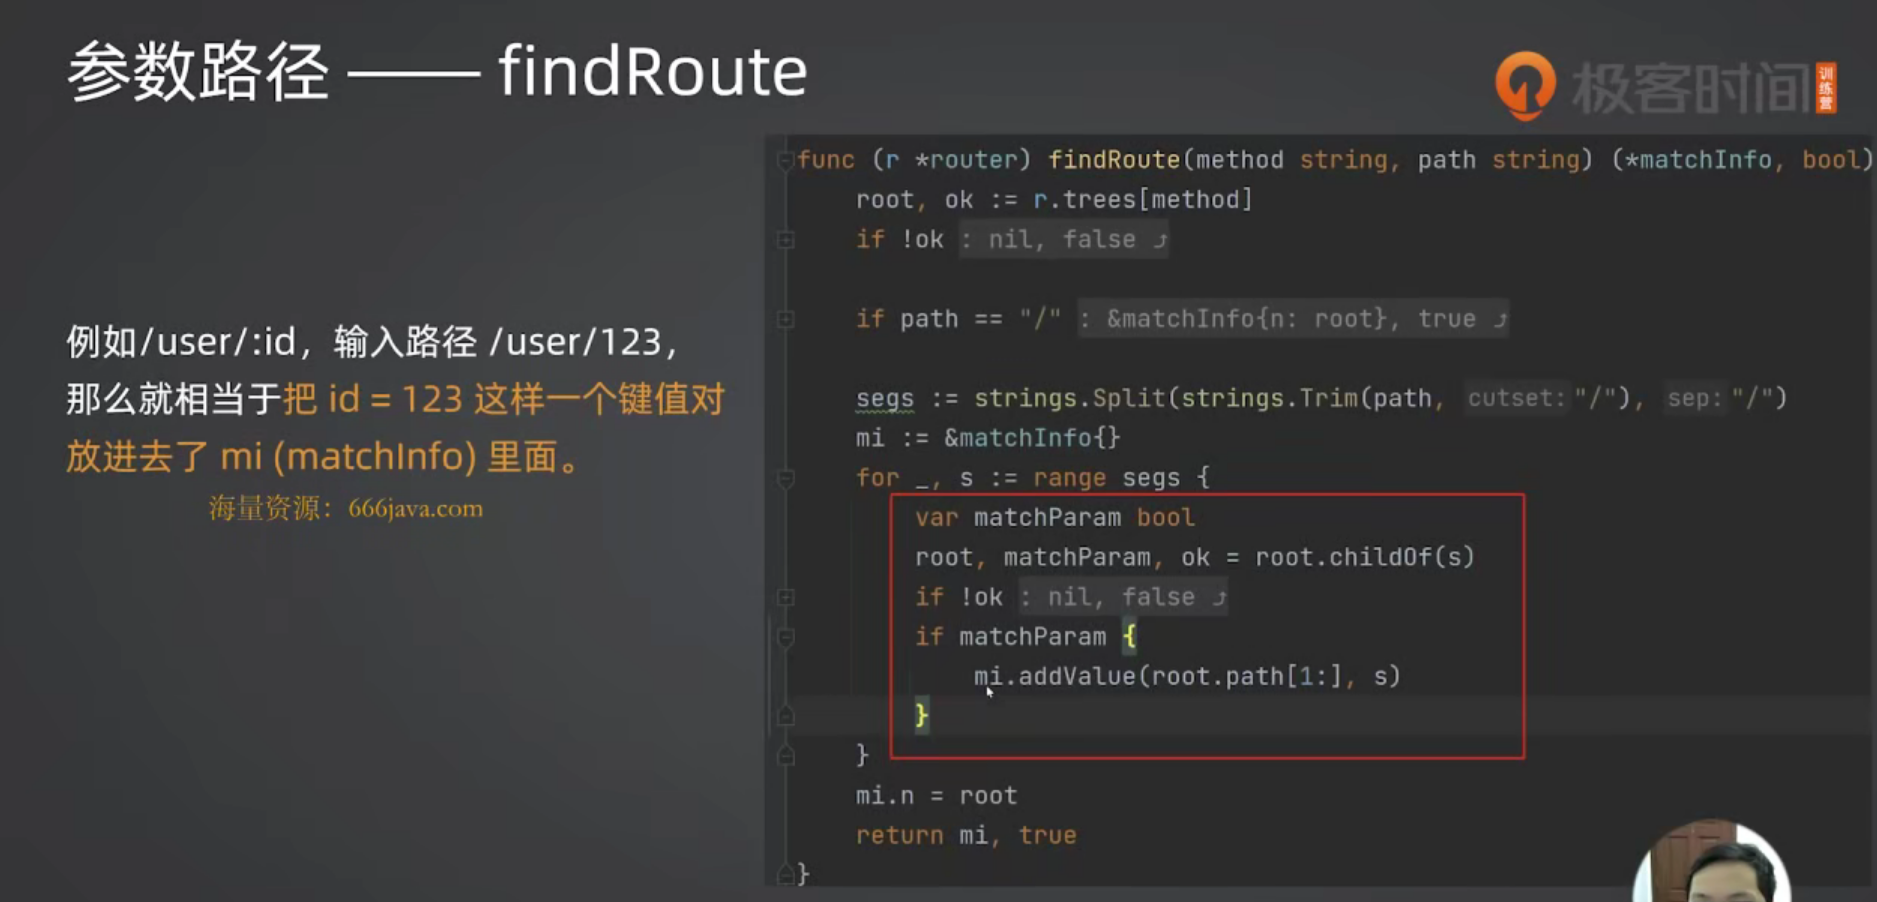 参数路径 —— findRoute
极客时间 训练营
例如/user/:id，输入路径 /user/123，
那么就相当于把 id = 123 这样一个键值对
放进去了 mi (matchInfo) 里面。
海量资源：666java.com
func (r *router) findRoute(method string, path string) (*matchInfo, bool)
root, ok := r.trees[method]
if !ok : nil, false ⤴
if path == "/" : &matchInfo{n: root}, true ⤴
segs := strings.Split(strings.Trim(path, cutset: "/"), sep: "/")
mi := &matchInfo{}
for _, s := range segs {
var matchParam bool
root, matchParam, ok = root.childOf(s)
if !ok : nil, false ⤴
if matchParam {
mi.addValue(root.path[1:], s)
}
}
mi.n = root
return mi, true
}